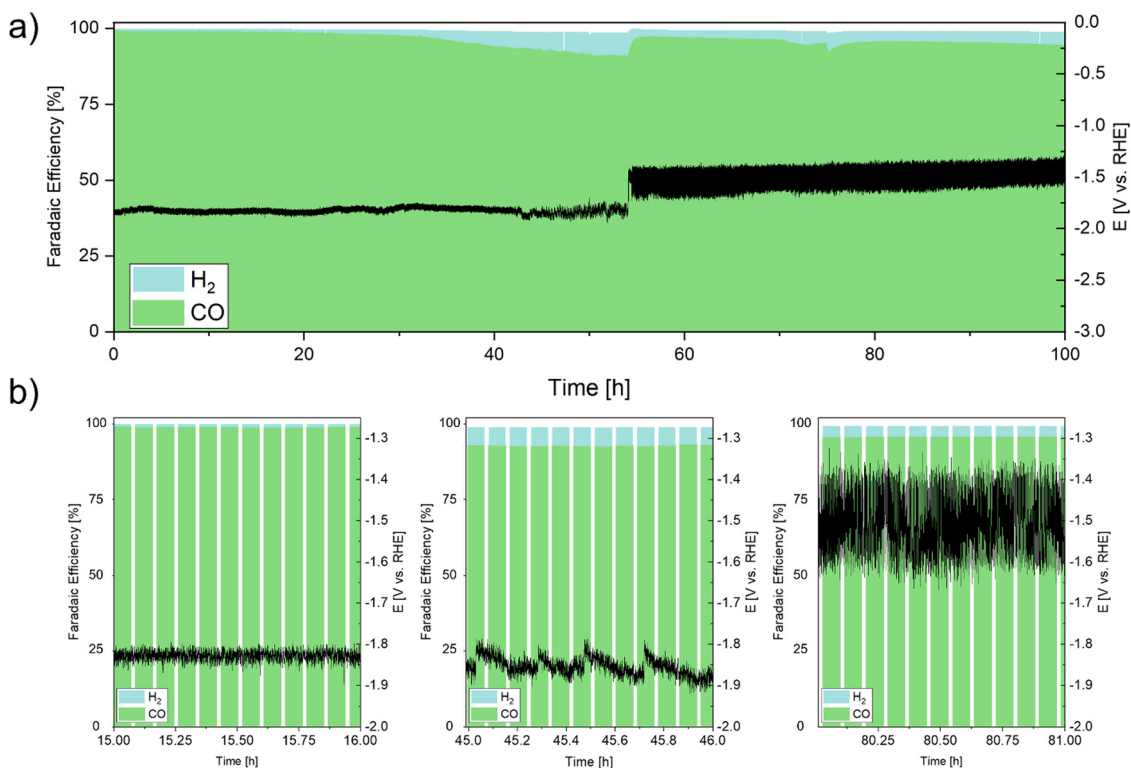 a)
100
75
50
25
0
Faradaic Efficiency [%]
0.0
-0.5
-1.0
-1.5
-2.0
-2.5
-3.0
E [V vs. RHE]
H2
CO
0 20 40 60 80 100
Time [h]
b)
100
75
50
25
0
Faradaic Efficiency [%]
-1.3
-1.4
-1.5
-1.6
-1.7
-1.8
-1.9
-2.0
E [V vs. RHE]
H2
CO
15.00 15.25 15.50 15.75 16.00
Time [h]
100
75
50
25
0
Faradaic Efficiency [%]
-1.3
-1.4
-1.5
-1.6
-1.7
-1.8
-1.9
-2.0
E [V vs. RHE]
H2
CO
45.0 45.2 45.4 45.6 45.8 46.0
Time [h]
100
75
50
25
0
Faradaic Efficiency [%]
-1.3
-1.4
-1.5
-1.6
-1.7
-1.8
-1.9
-2.0
E [V vs. RHE]
H2
CO
80.25 80.50 80.75 81.00
Time [h]